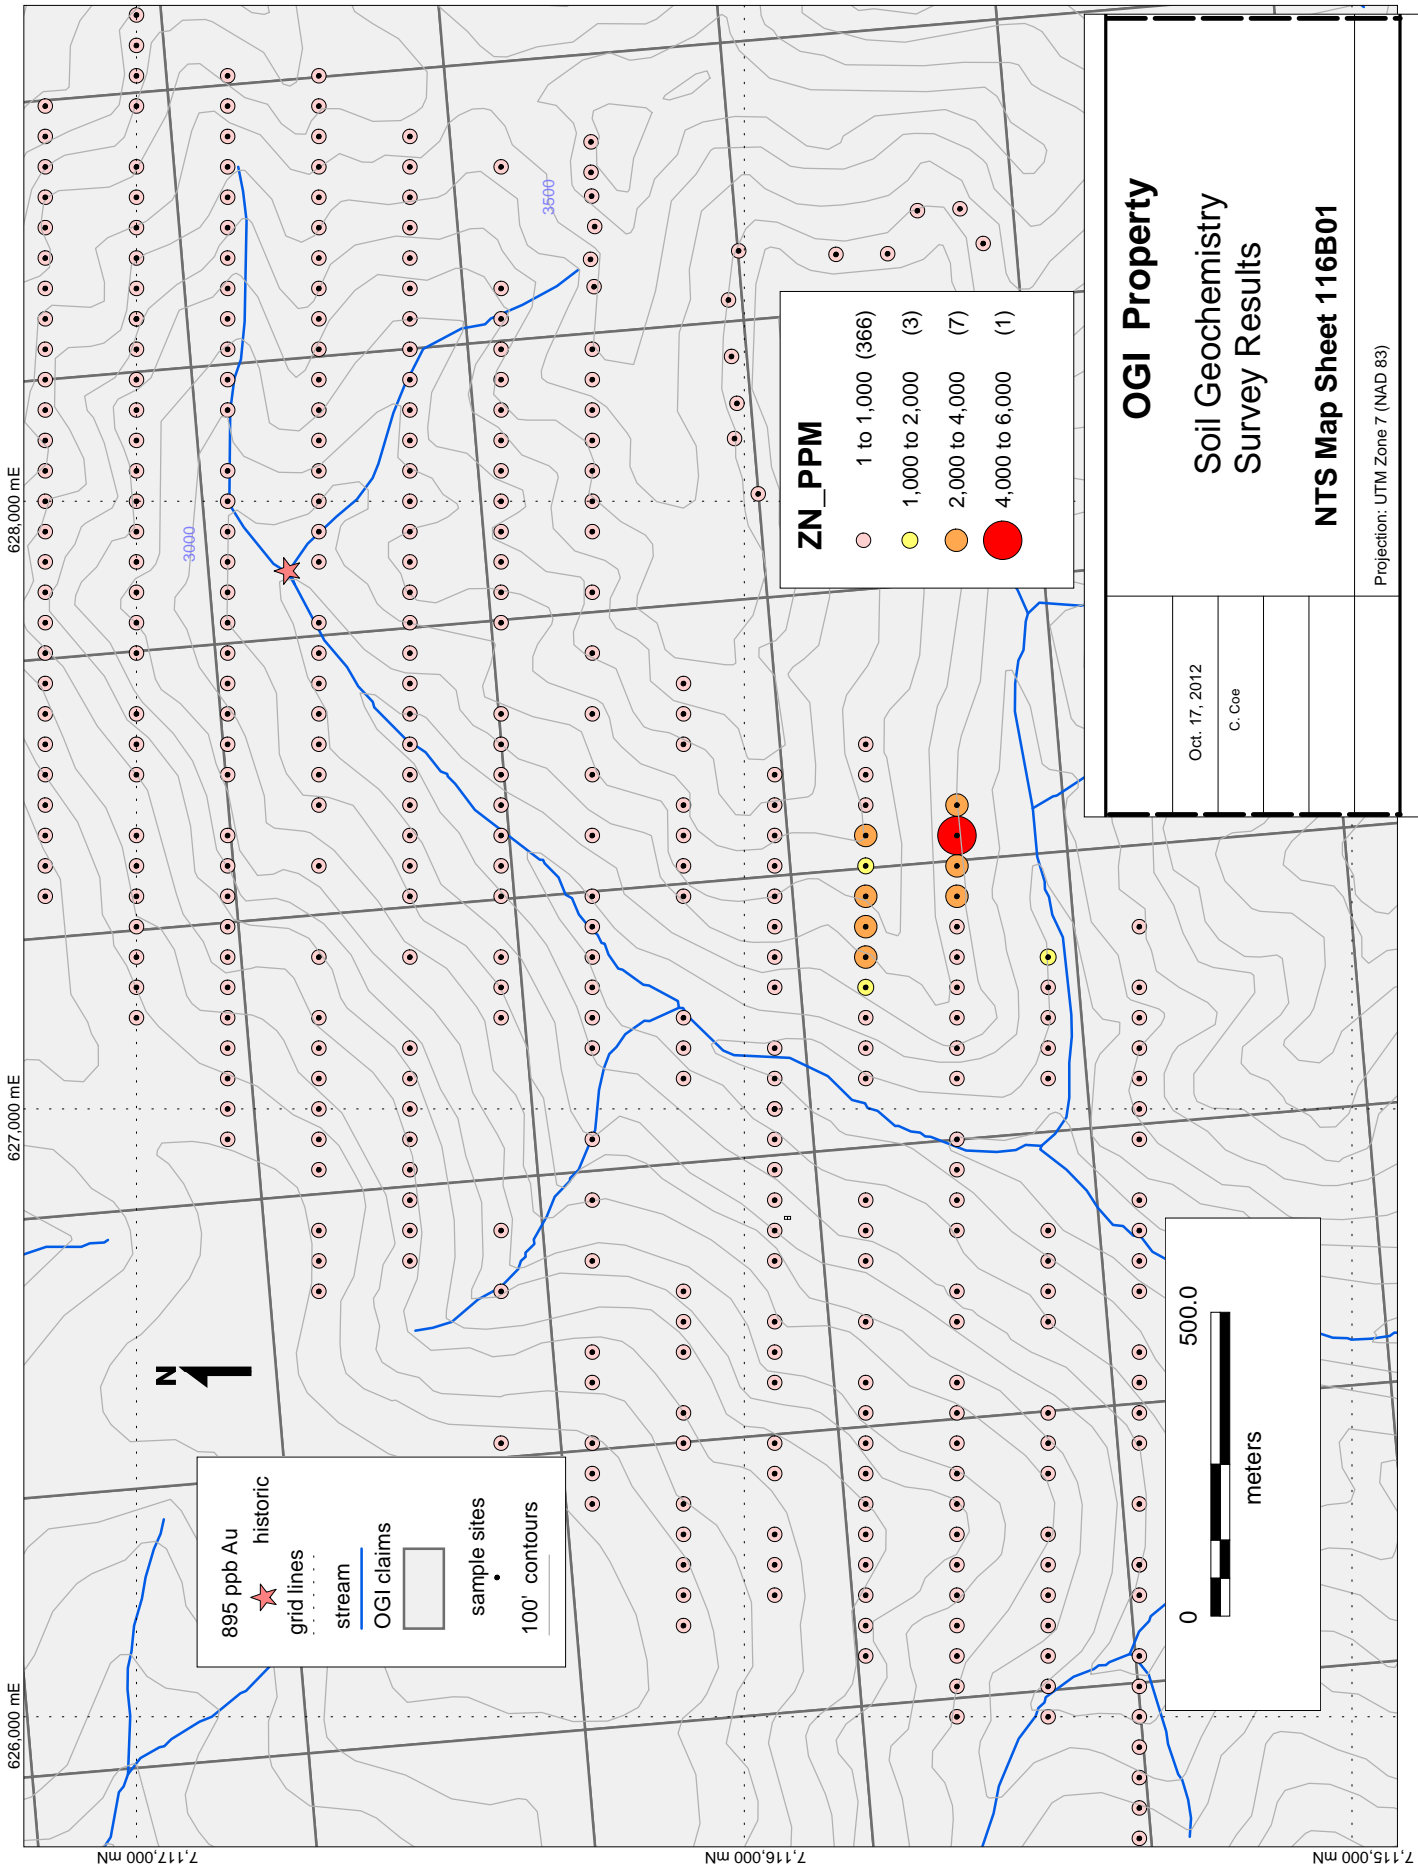 626,000 mE
627,000 mE
628,000 mE
7,117,000 mN
7,116,000 mN
7,115,000 mN
3000
3500
N
895 ppb Au
historic
grid lines
stream
OGI claims
sample sites
100' contours
ZN_PPM
1 to 1,000 (366)
1,000 to 2,000 (3)
2,000 to 4,000 (7)
4,000 to 6,000 (1)
0 500.0
meters
OGI Property
Soil Geochemistry
Survey Results
NTS Map Sheet 116B01
Projection: UTM Zone 7 (NAD 83)
Oct. 17, 2012
C. Coe